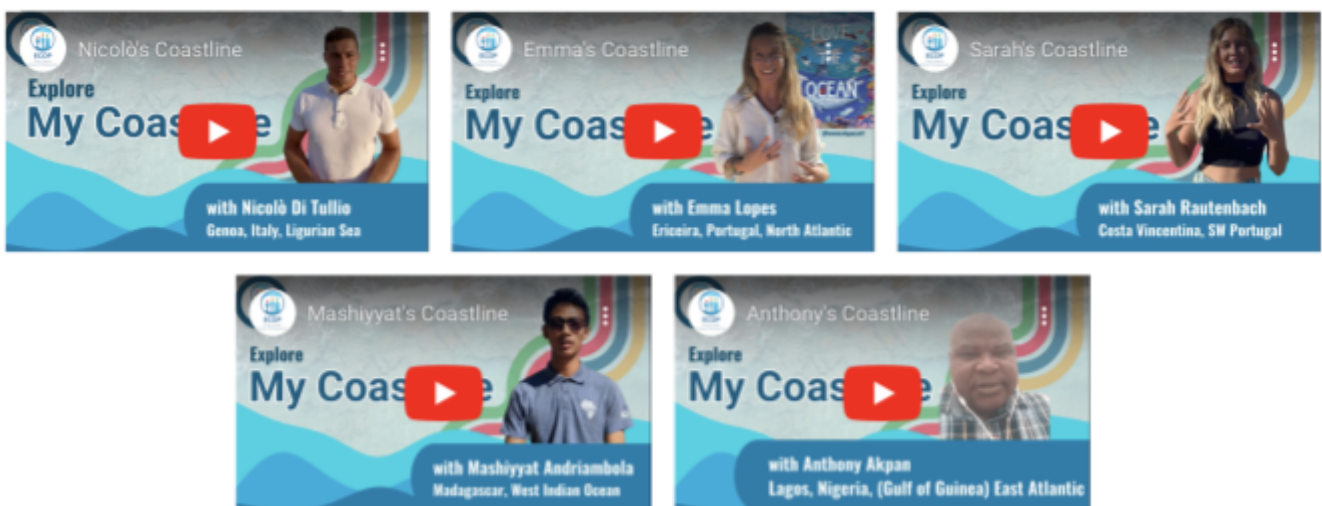 Nicolò's Coastline
Explore
My Coas e
with Nicolò Di Tullio
Genoa, Italy, Ligurian Sea
Emma's Coastline
LOVE
OCEAN
Explore
My Coas e
with Emma Lopes
Ericeira, Portugal, North Atlantic
Sarah's Coastline
Explore
My Coas e
with Sarah Rautenbach
Costa Vincentina, SW Portugal
Mashiyyat's Coastline
Explore
My Coas e
with Mashiyyat Andriambola
Madagascar, West Indian Ocean
Anthony's Coastline
Explore
My Coas e
with Anthony Akpan
Lagos, Nigeria, (Gulf of Guinea) East Atlantic